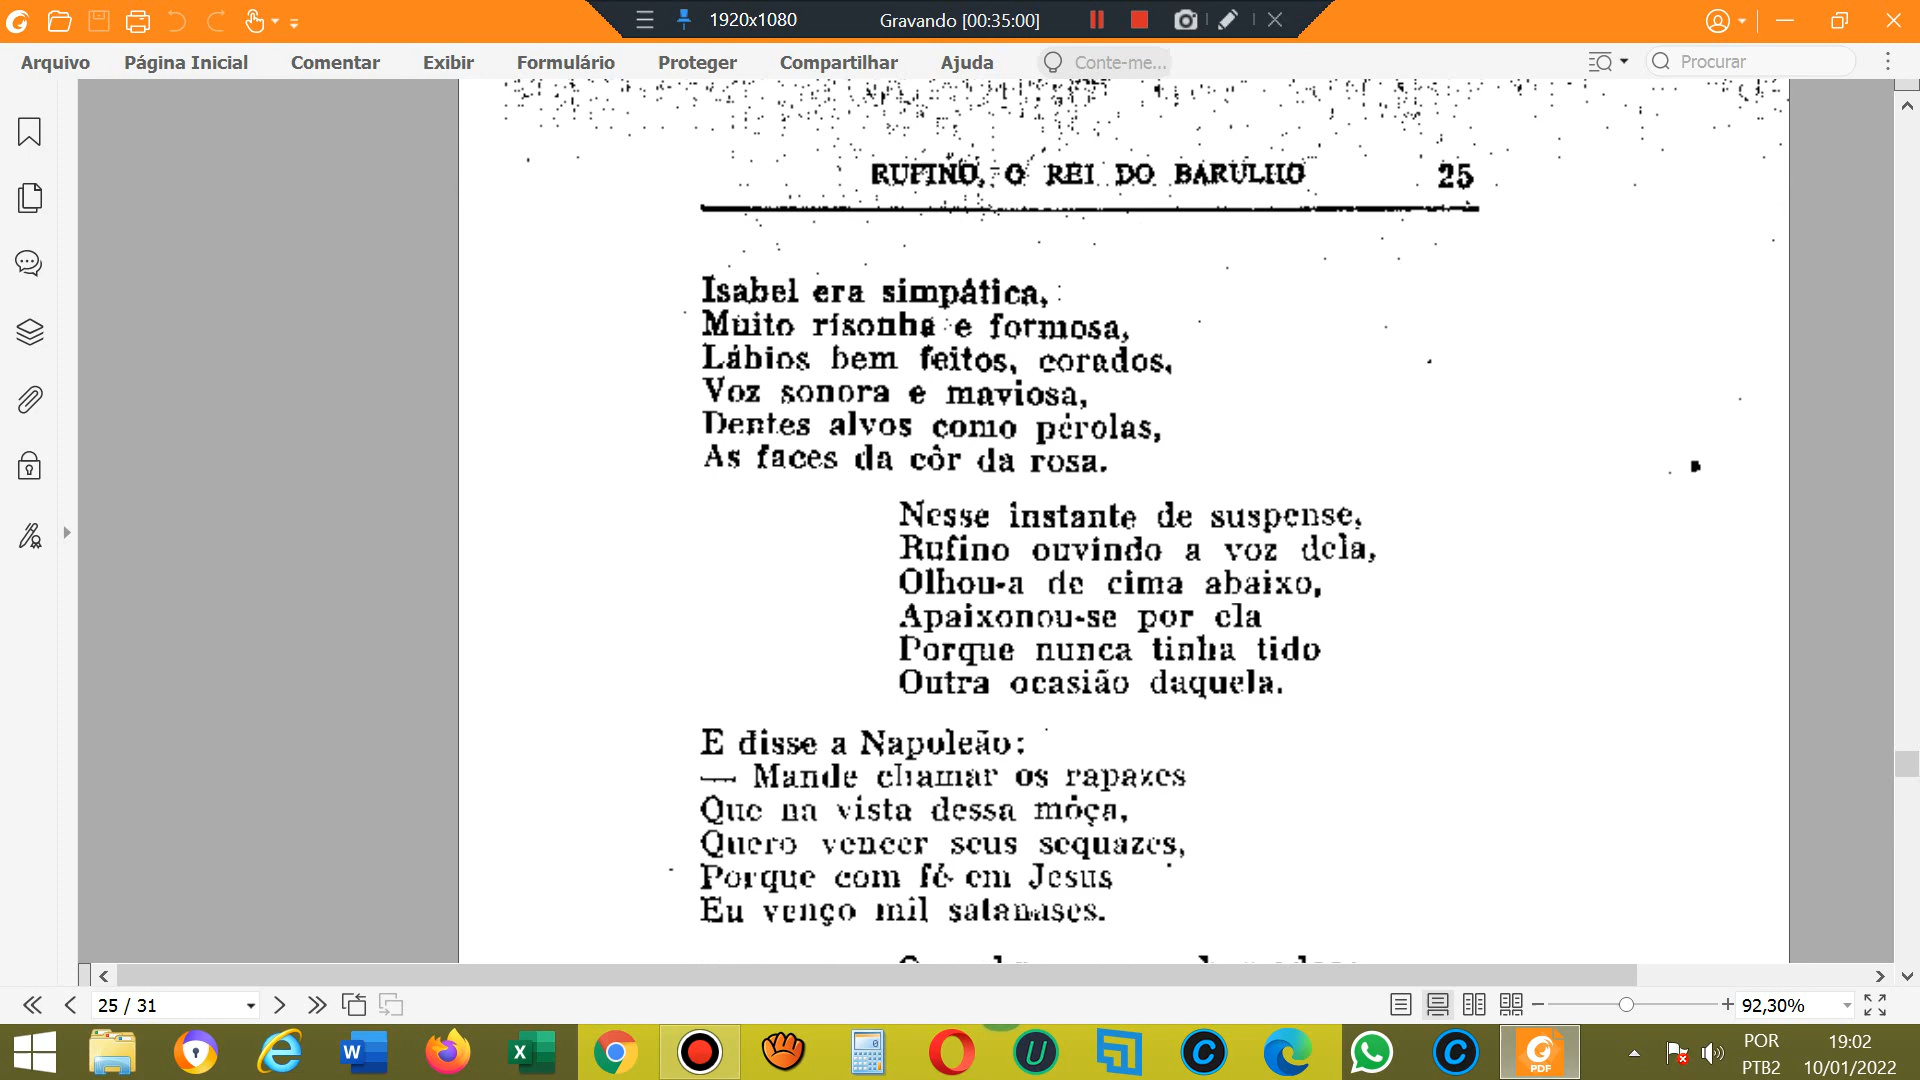 1920x1080
Gravando [00:35:00]
Arquivo
Página Inicial
Comentar
Exibir
Formulário
Proteger
Compartilhar
Ajuda
Conte-me...
Procurar
RUFINO, O REI DO BARULHO 25
Isabel era simpática,
Muito risonha e formosa,
Lábios bem feitos, corados,
Voz sonora e maviosa,
Dentes alvos como pérolas,
As faces da côr da rosa.
Nesse instante de suspense,
Rufino ouvindo a voz dela,
Olhou-a de cima abaixo,
Apaixonou-se por ela
Porque nunca tinha tido
Outra ocasião daquela.
E disse a Napoleão:
— Mande chamar os rapazes
Que na vista dessa môça,
Quero vencer seus sequazes,
Porque com fé em Jesus
Eu venço mil satanases.
25 / 31
92,30%
POR
PTB2
19:02
10/01/2022